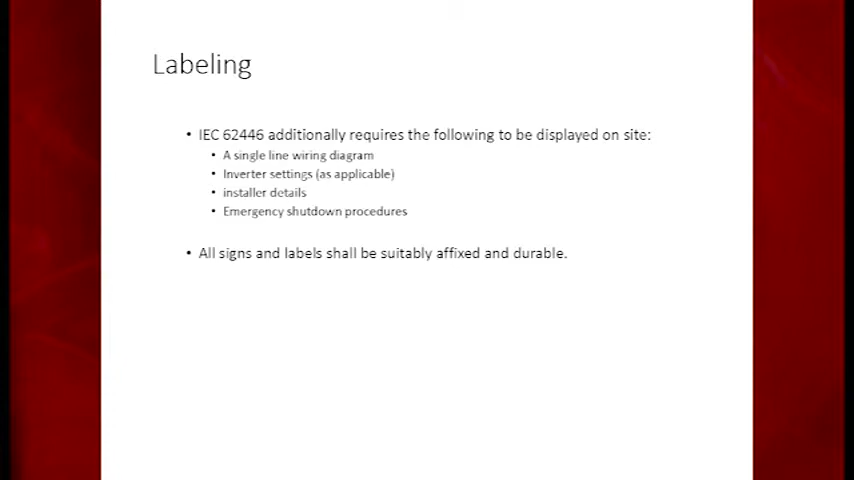 Labeling
• IEC 62446 additionally requires the following to be displayed on site:
• A single line wiring diagram
• Inverter settings (as applicable)
• installer details
• Emergency shutdown procedures
• All signs and labels shall be suitably affixed and durable.